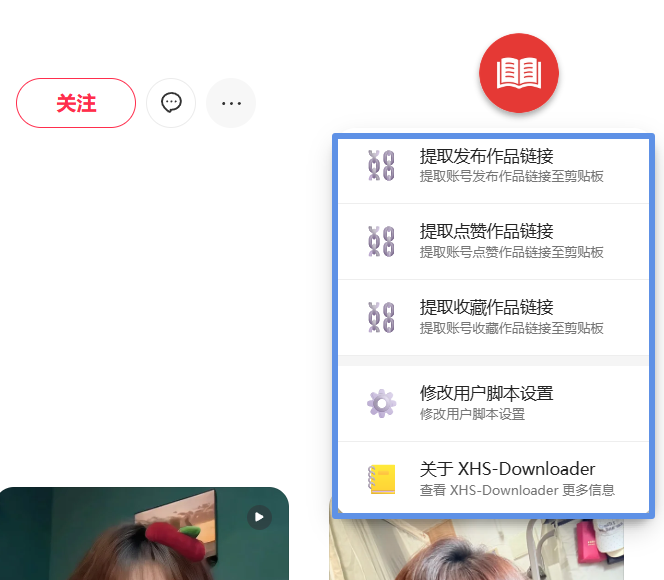 关注
提取发布作品链接
提取账号发布作品链接至剪贴板
提取点赞作品链接
提取账号点赞作品链接至剪贴板
提取收藏作品链接
提取账号收藏作品链接至剪贴板
修改用户脚本设置
修改用户脚本设置
关于 XHS-Downloader
查看 XHS-Downloader 更多信息